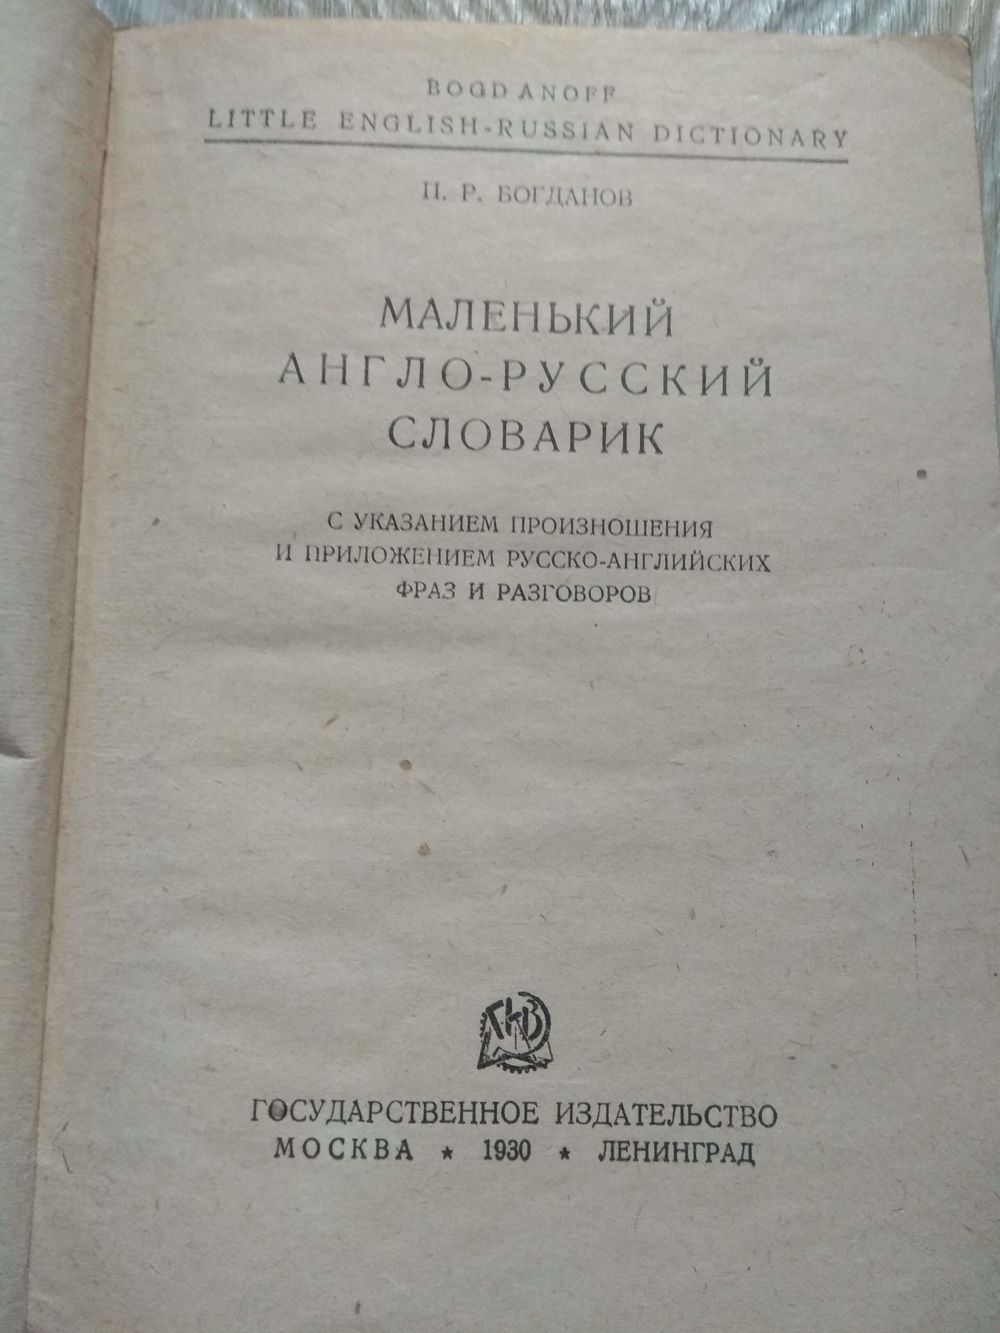 BOGDANOFF
LITTLE ENGLISH-RUSSIAN DICTIONARY
П. Р. БОГДАНОВ
МАЛЕНЬКИЙ
АНГЛО-РУССКИЙ
СЛОВАРИК
С УКАЗАНИЕМ ПРОИЗНОШЕНИЯ
И ПРИЛОЖЕНИЕМ РУССКО-АНГЛИЙСКИХ
ФРАЗ И РАЗГОВОРОВ
ГОСУДАРСТВЕННОЕ ИЗДАТЕЛЬСТВО
МОСКВА ★ 1930 ★ ЛЕНИНГРАД